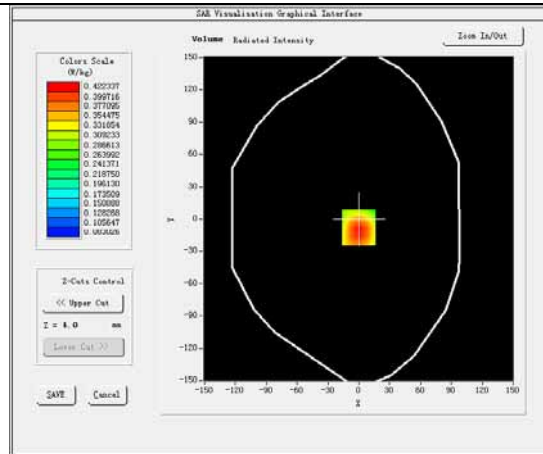 SAR Visualisation Graphical Interface
Volume Radiated Intensity
Zoom In/Out
Colors Scale
(W/kg)
0.422337
0.399716
0.377095
0.354475
0.331854
0.309233
0.286613
0.263992
0.241371
0.218750
0.196130
0.173509
0.150888
0.128268
0.105647
0.083026
Z-Cuts Control
<< Upper Cut
Z = 4.0 mm
Lower Cut >>
SAVE
Cancel
150
120
90
60
30
0
-30
-60
-90
-120
-150
Y
-150 -120 -90 -60 -30 0 30 60 90 120 150
X